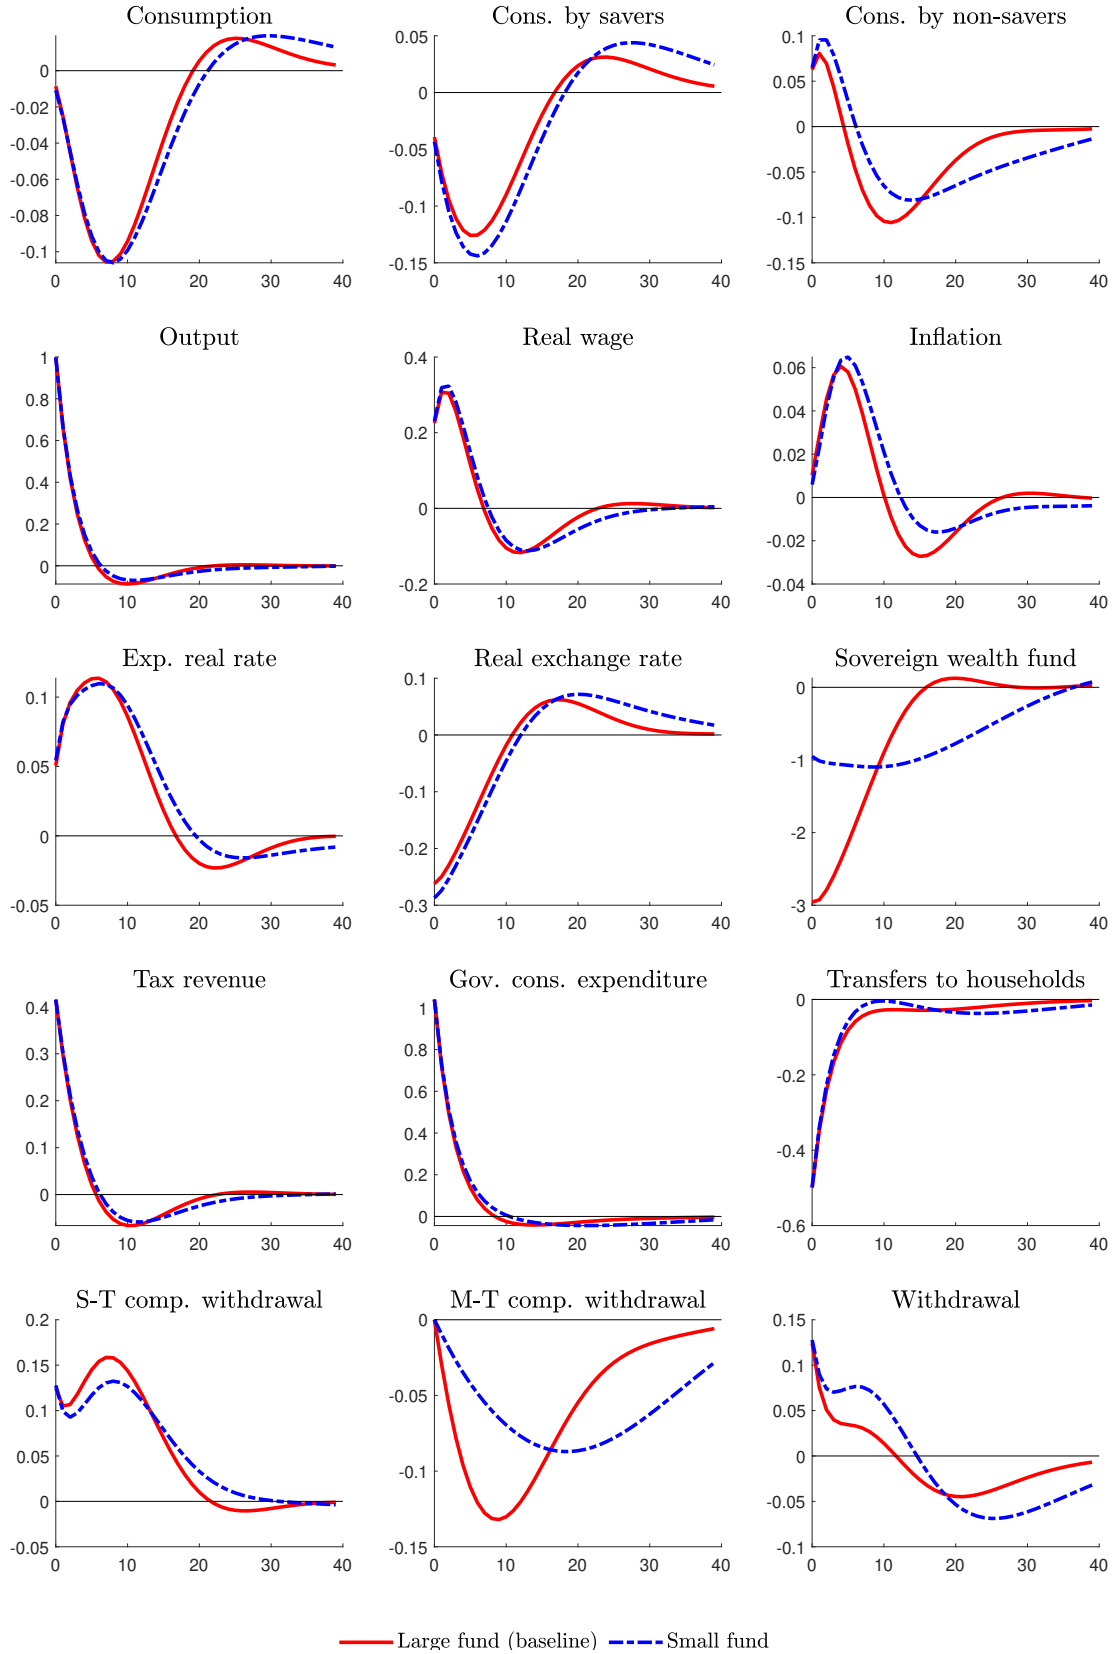 Consumption Cons. by savers Cons. by non-savers
0 -0.02 -0.04 -0.06 -0.08 -0.1
0 10 20 30 40
0.05 0 -0.05 -0.1 -0.15
0 10 20 30 40
0.1 0.05 0 -0.05 -0.1 -0.15
0 10 20 30 40
Output Real wage Inflation
1 0.8 0.6 0.4 0.2 0
0 10 20 30 40
0.4 0.2 0 -0.2
0 10 20 30 40
0.06 0.04 0.02 0 -0.02 -0.04
0 10 20 30 40
Exp. real rate Real exchange rate Sovereign wealth fund
0.1 0.05 0 -0.05
0 10 20 30 40
0.1 0 -0.1 -0.2 -0.3
0 10 20 30 40
0 -1 -2 -3
0 10 20 30 40
Tax revenue Gov. cons. expenditure Transfers to households
0.4 0.3 0.2 0.1 0
0 10 20 30 40
1 0.8 0.6 0.4 0.2 0
0 10 20 30 40
0 -0.2 -0.4 -0.6
0 10 20 30 40
S-T comp. withdrawal M-T comp. withdrawal Withdrawal
0.2 0.15 0.1 0.05 0 -0.05
0 10 20 30 40
0 -0.05 -0.1 -0.15
0 10 20 30 40
0.15 0.1 0.05 0 -0.05 -0.1
0 10 20 30 40
Large fund (baseline) Small fund